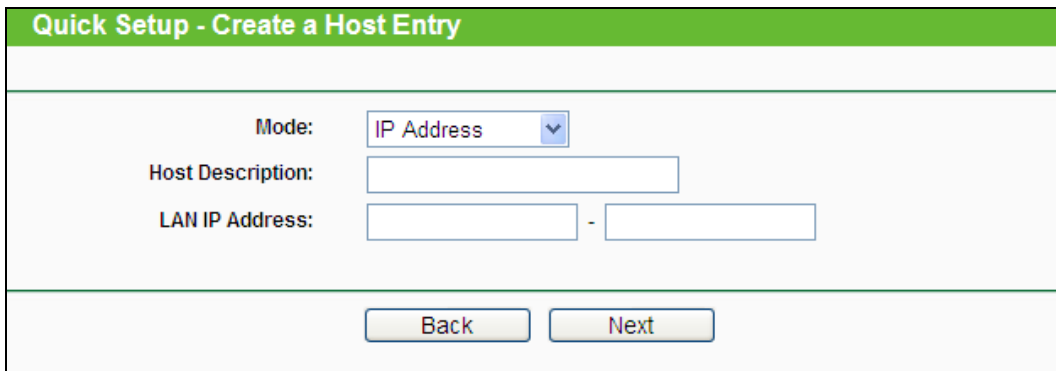 Quick Setup - Create a Host Entry
Mode: IP Address
Host Description:
LAN IP Address: -
Back Next